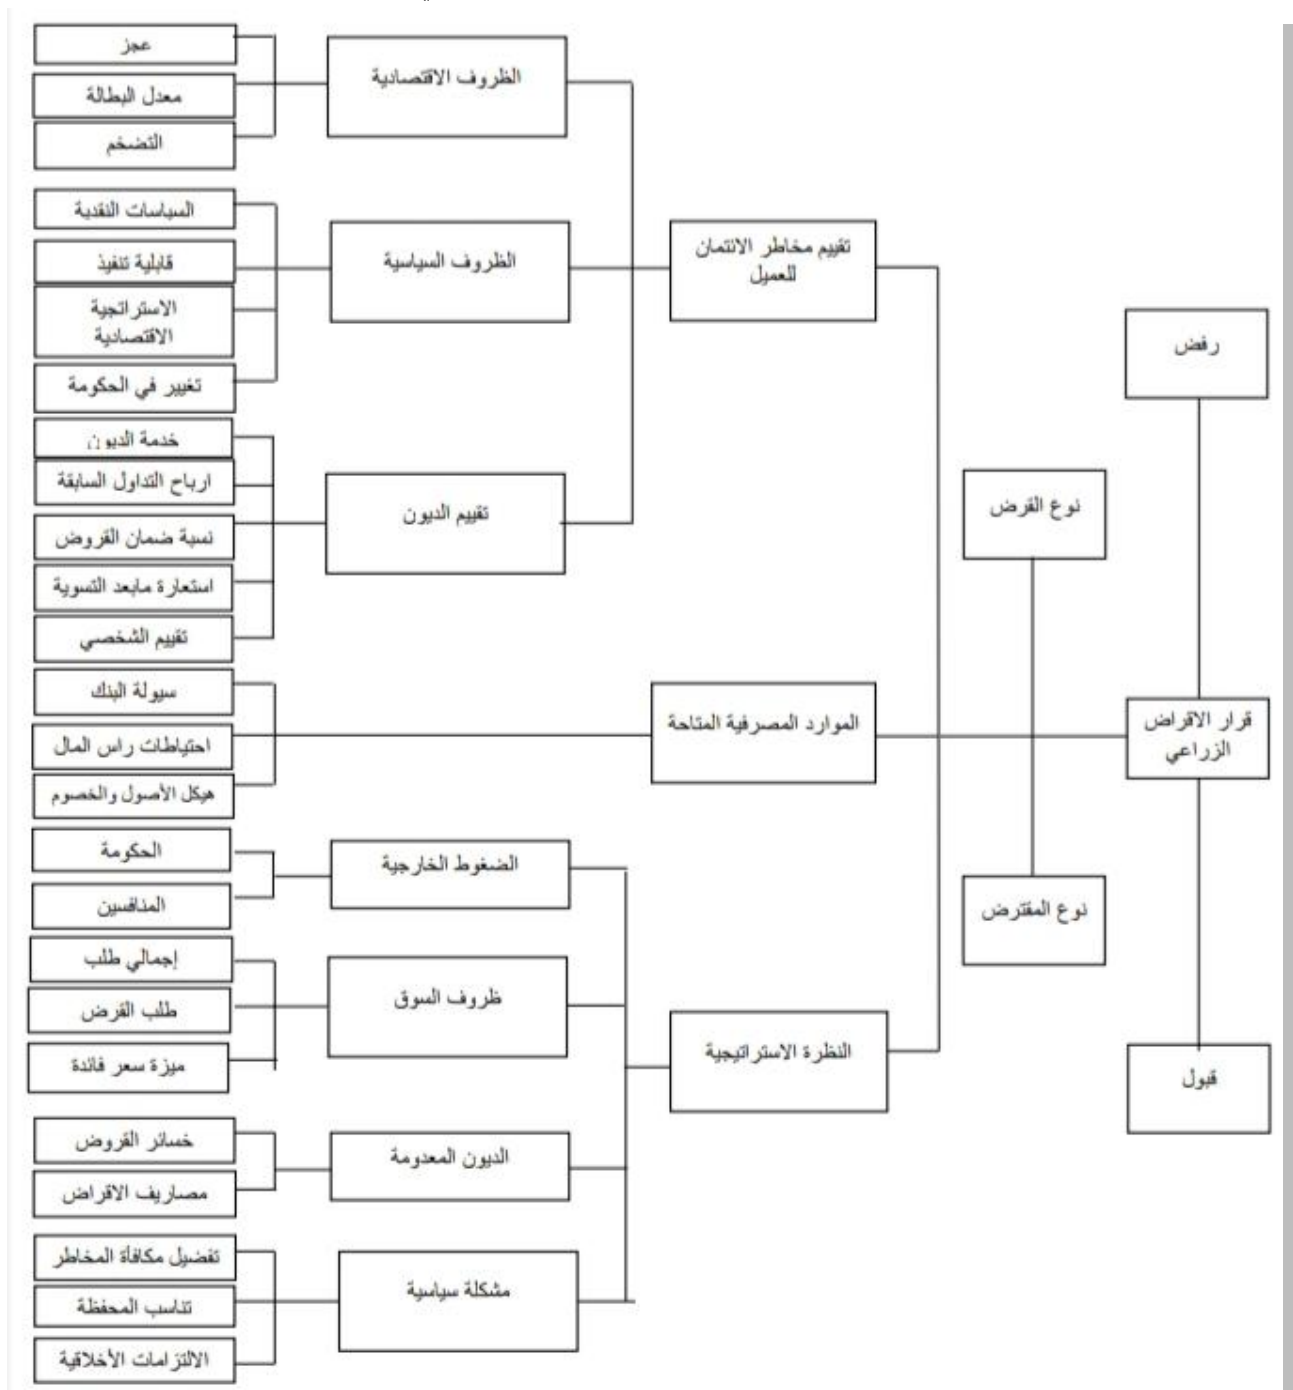 عجز
معدل البطالة
التضخم
الظروف الاقتصادية
السياسات النقدية
قابلية تنفيذ
الاستراتجية
الاقتصادية
تغيير في الحكومة
الظروف السياسية
تقييم مخاطر الائتمان
للعميل
خدمة الديون
ارباح التداول السابقة
نسبة ضمان القروض
استعارة مابعد التسوية
تقييم الشخصي
تقييم الديون
سيولة البنك
احتياطات راس المال
هيكل الأصول والخصوم
الموارد المصرفية المتاحة
الحكومة
المنافسين
الضغوط الخارجية
إجمالي طلب
طلب القرض
ميزة سعر فائدة
ظروف السوق
النظرة الاستراتيجية
خسائر القروض
مصاريف الاقراض
الديون المعدومة
تفضيل مكافأة المخاطر
تناسب المحفظة
الالتزامات الأخلاقية
مشكلة سياسية
نوع القرض
نوع المقترض
رفض
قرار الاقراض
الزراعي
قبول